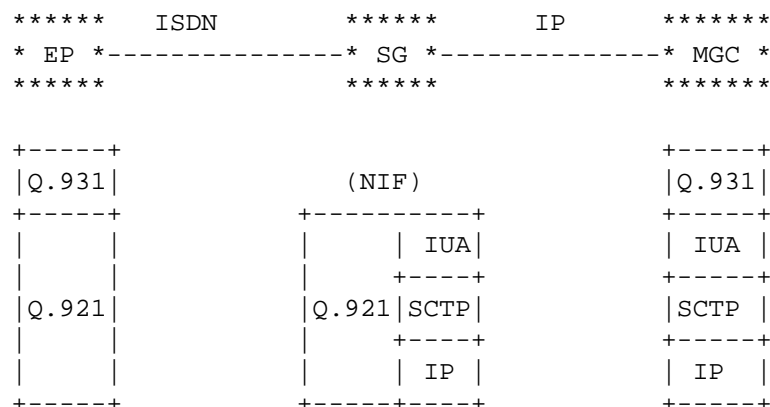 ******   ISDN        ******      IP      *******
* EP *---------------* SG *--------------* MGC *
******               ******              *******

+-----+                                  +-----+
|Q.931|              (NIF)               |Q.931|
+-----+           +----------+           +-----+
|     |           |     | IUA|           | IUA |
|     |           |     +----+           +-----+
|Q.921|           |Q.921|SCTP|           |SCTP |
|     |           |     +----+           +-----+
|     |           |     | IP |           | IP  |
+-----+           +-----+----+           +-----+